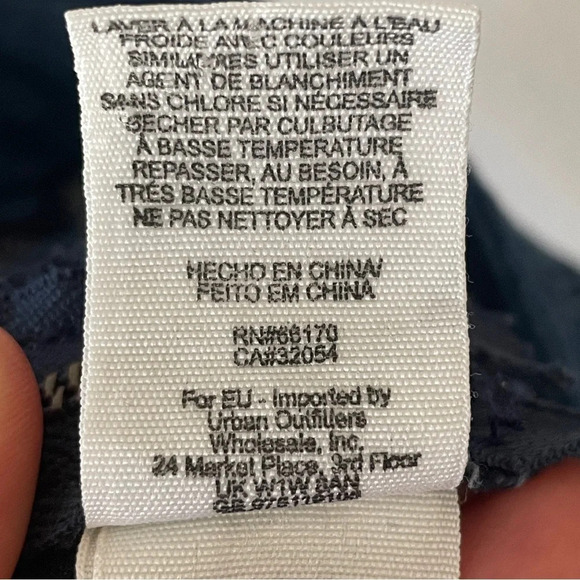 LAVER À LA MACHINE À L'EAU
FROIDE AVEC COULEURS
SIMILAIRES UTILISER UN
AGENT DE BLANCHIMENT
SANS CHLORE SI NÉCESSAIRE
SECHER PAR CULBUTAGE
À BASSE TEMPERATURE
REPASSER, AU BESOIN, À
TRÈS BASSE TEMPÉRATURE
NE PAS NETTOYER À SEC
HECHO EN CHINA/
FEITO EM CHINA
RN#66170
CA#32054
For EU - Imported by
Urban Outfitters
Wholesale, Inc.
24 Market Place, 3rd Floor
UK W1W 8AN